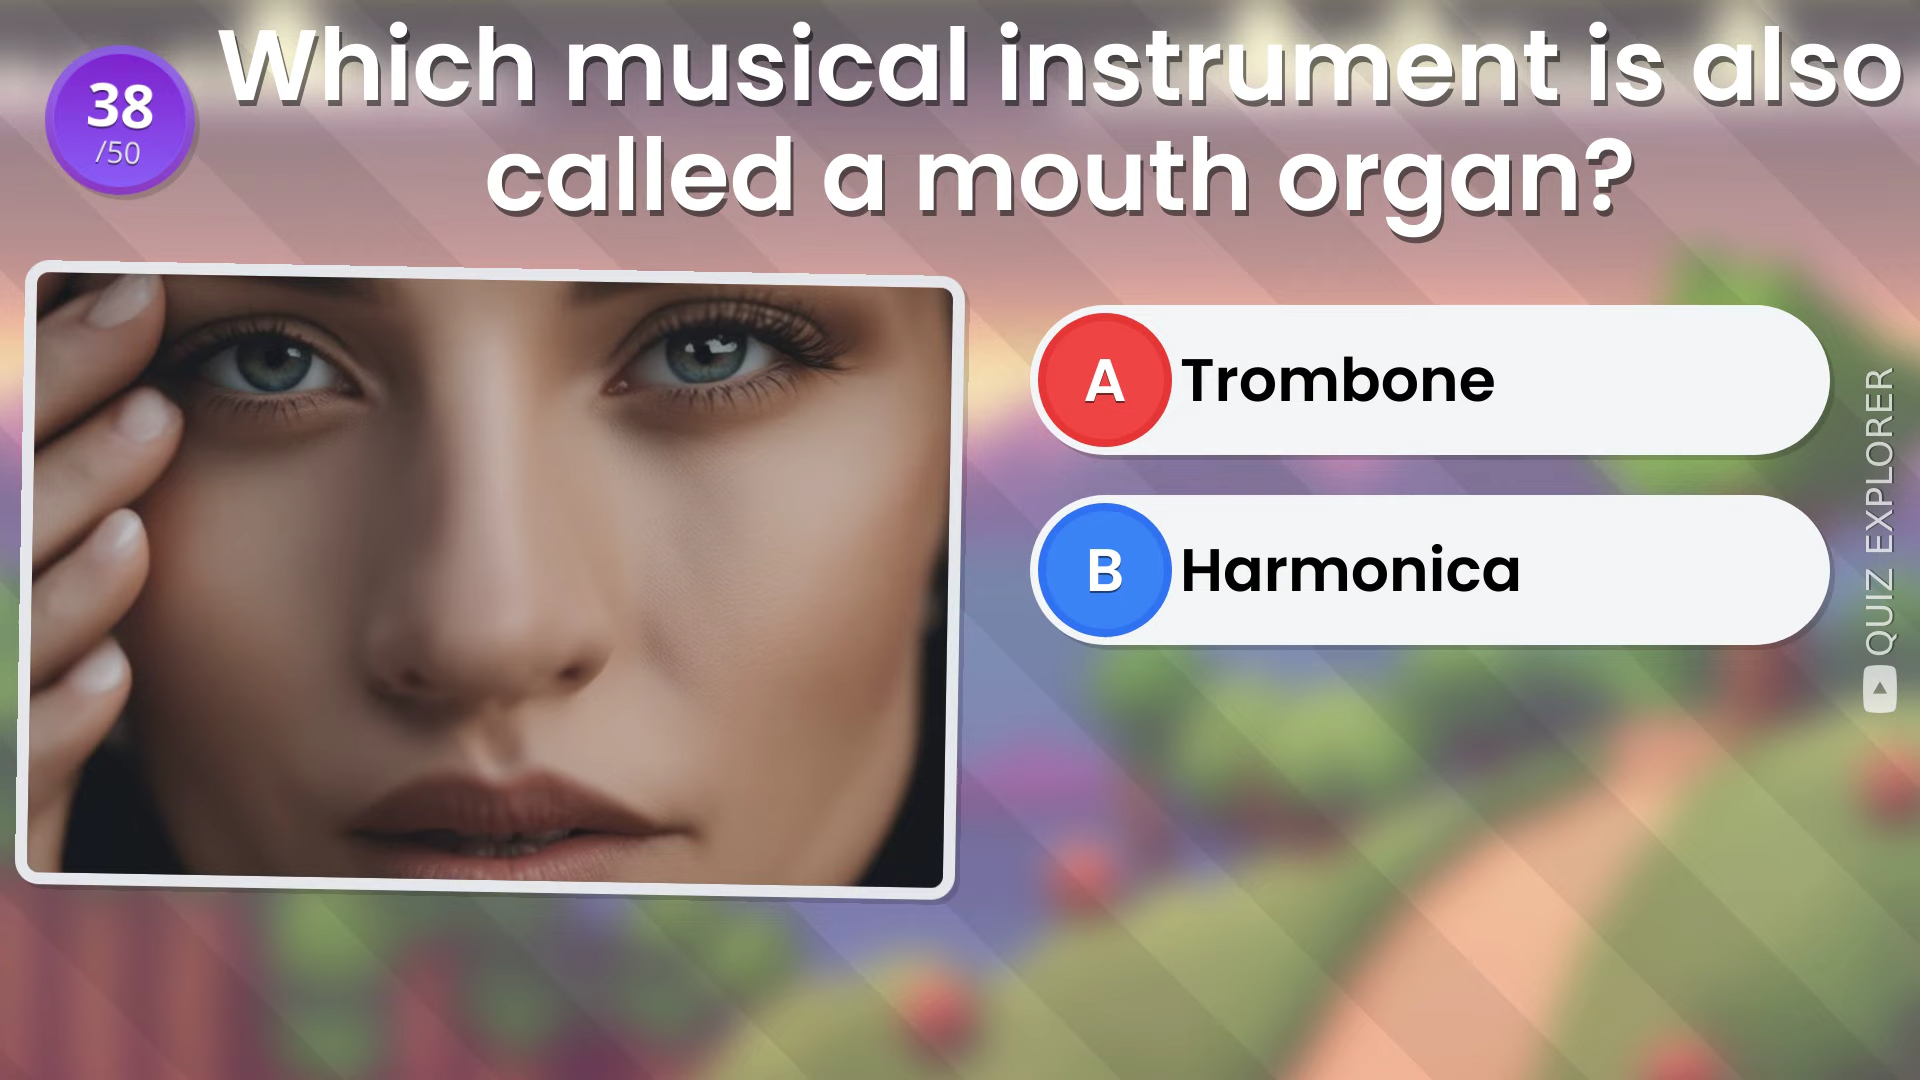 Which musical instrument is also
called a mouth organ?
38
/50
A Trombone
B Harmonica
QUIZ EXPLORER